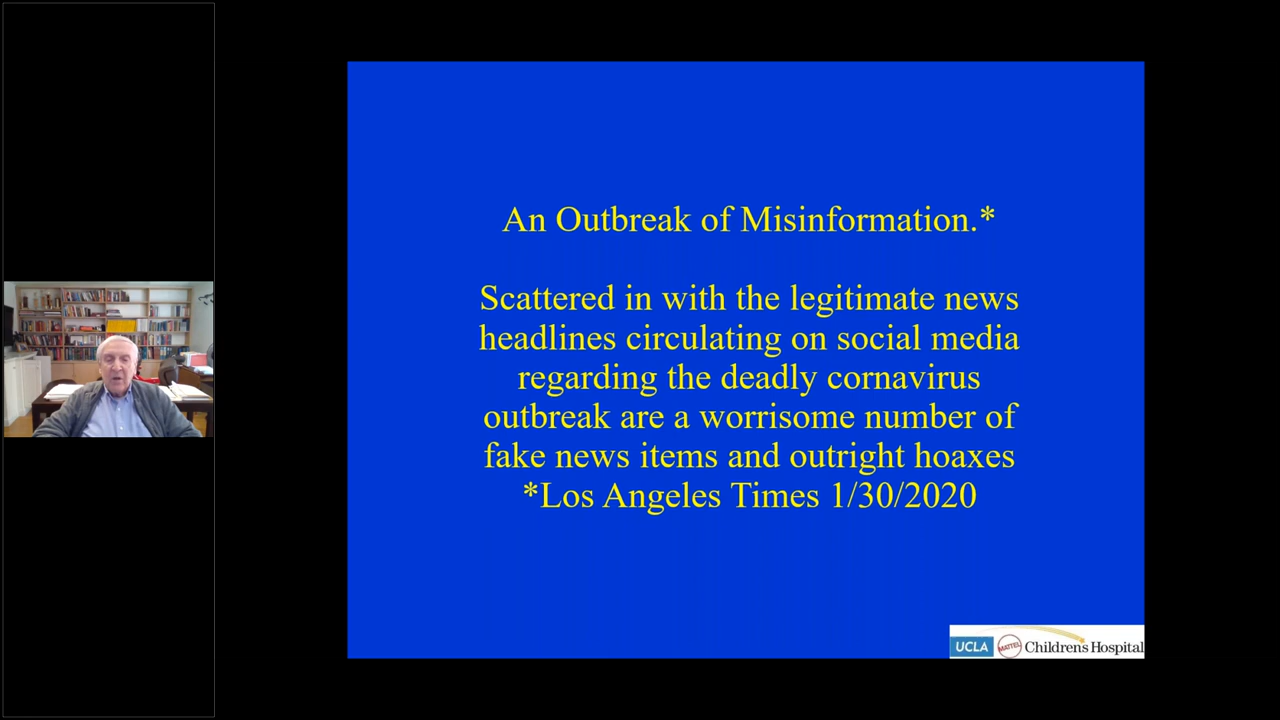 An Outbreak of Misinformation.*
Scattered in with the legitimate news
headlines circulating on social media
regarding the deadly cornavirus
outbreak are a worrisome number of
fake news items and outright hoaxes
*Los Angeles Times 1/30/2020
UCLA MATTEL Childrens Hospital